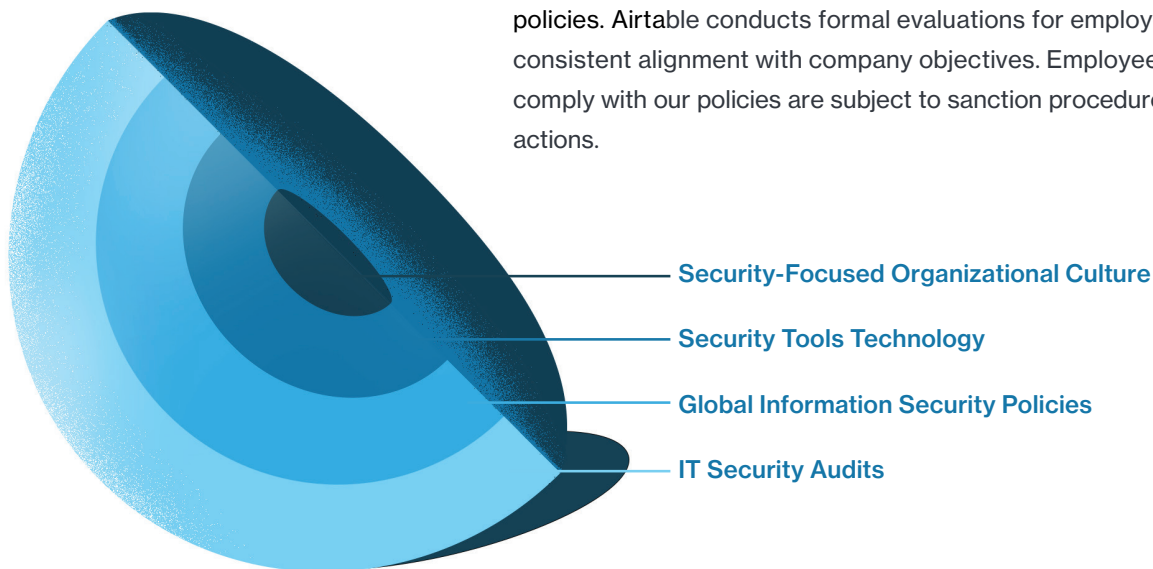 policies. Airtable conducts formal evaluations for employ
consistent alignment with company objectives. Employee
comply with our policies are subject to sanction procedure
actions.
Security-Focused Organizational Culture
Security Tools Technology
Global Information Security Policies
IT Security Audits